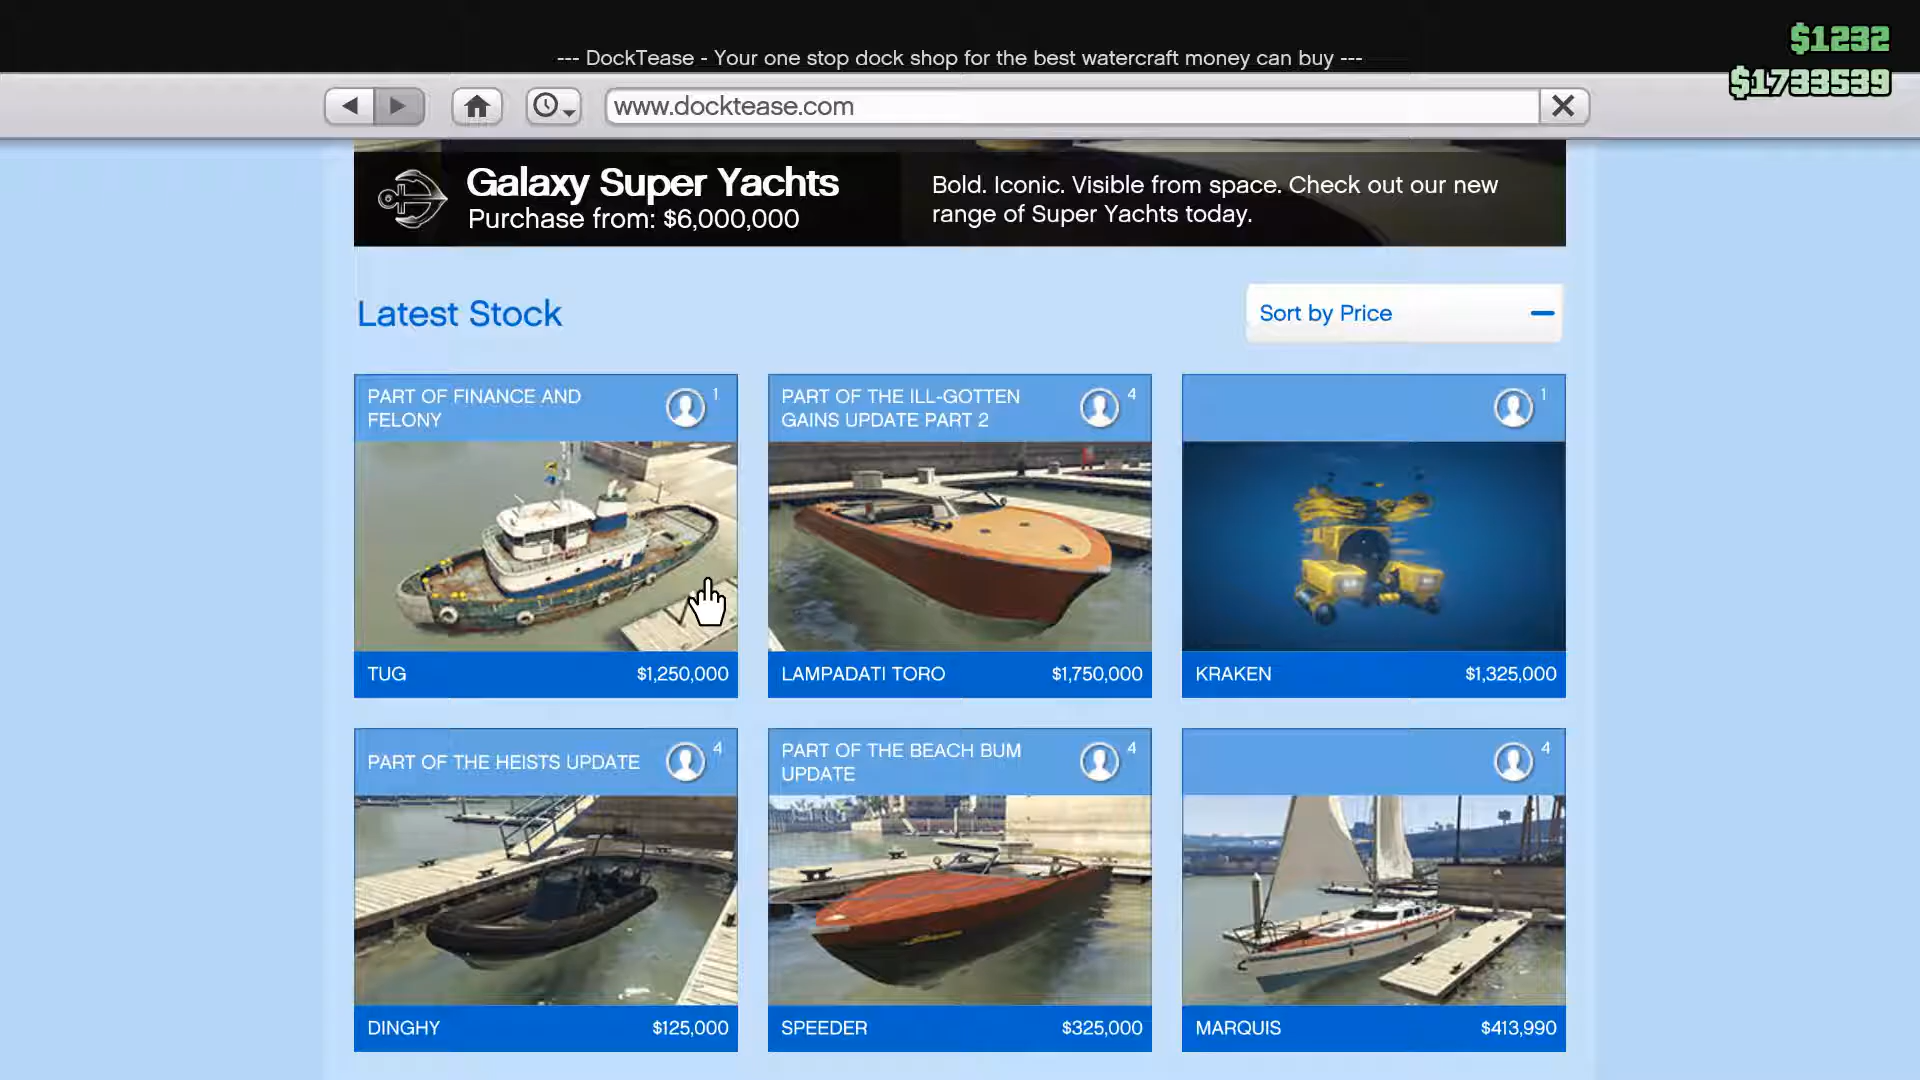 $1232
--- DockTease - Your one stop dock shop for the best watercraft money can buy ---
$1733539
www.docktease.com
Galaxy Super Yachts
Purchase from: $6,000,000
Bold. Iconic. Visible from space. Check out our new
range of Super Yachts today.
Latest Stock
Sort by Price
PART OF FINANCE AND
FELONY
1
TUG
$1,250,000
PART OF THE ILL-GOTTEN
GAINS UPDATE PART 2
4
LAMPADATI TORO
$1,750,000
1
KRAKEN
$1,325,000
PART OF THE HEISTS UPDATE
4
DINGHY
$125,000
PART OF THE BEACH BUM
UPDATE
4
SPEEDER
$325,000
4
MARQUIS
$413,990